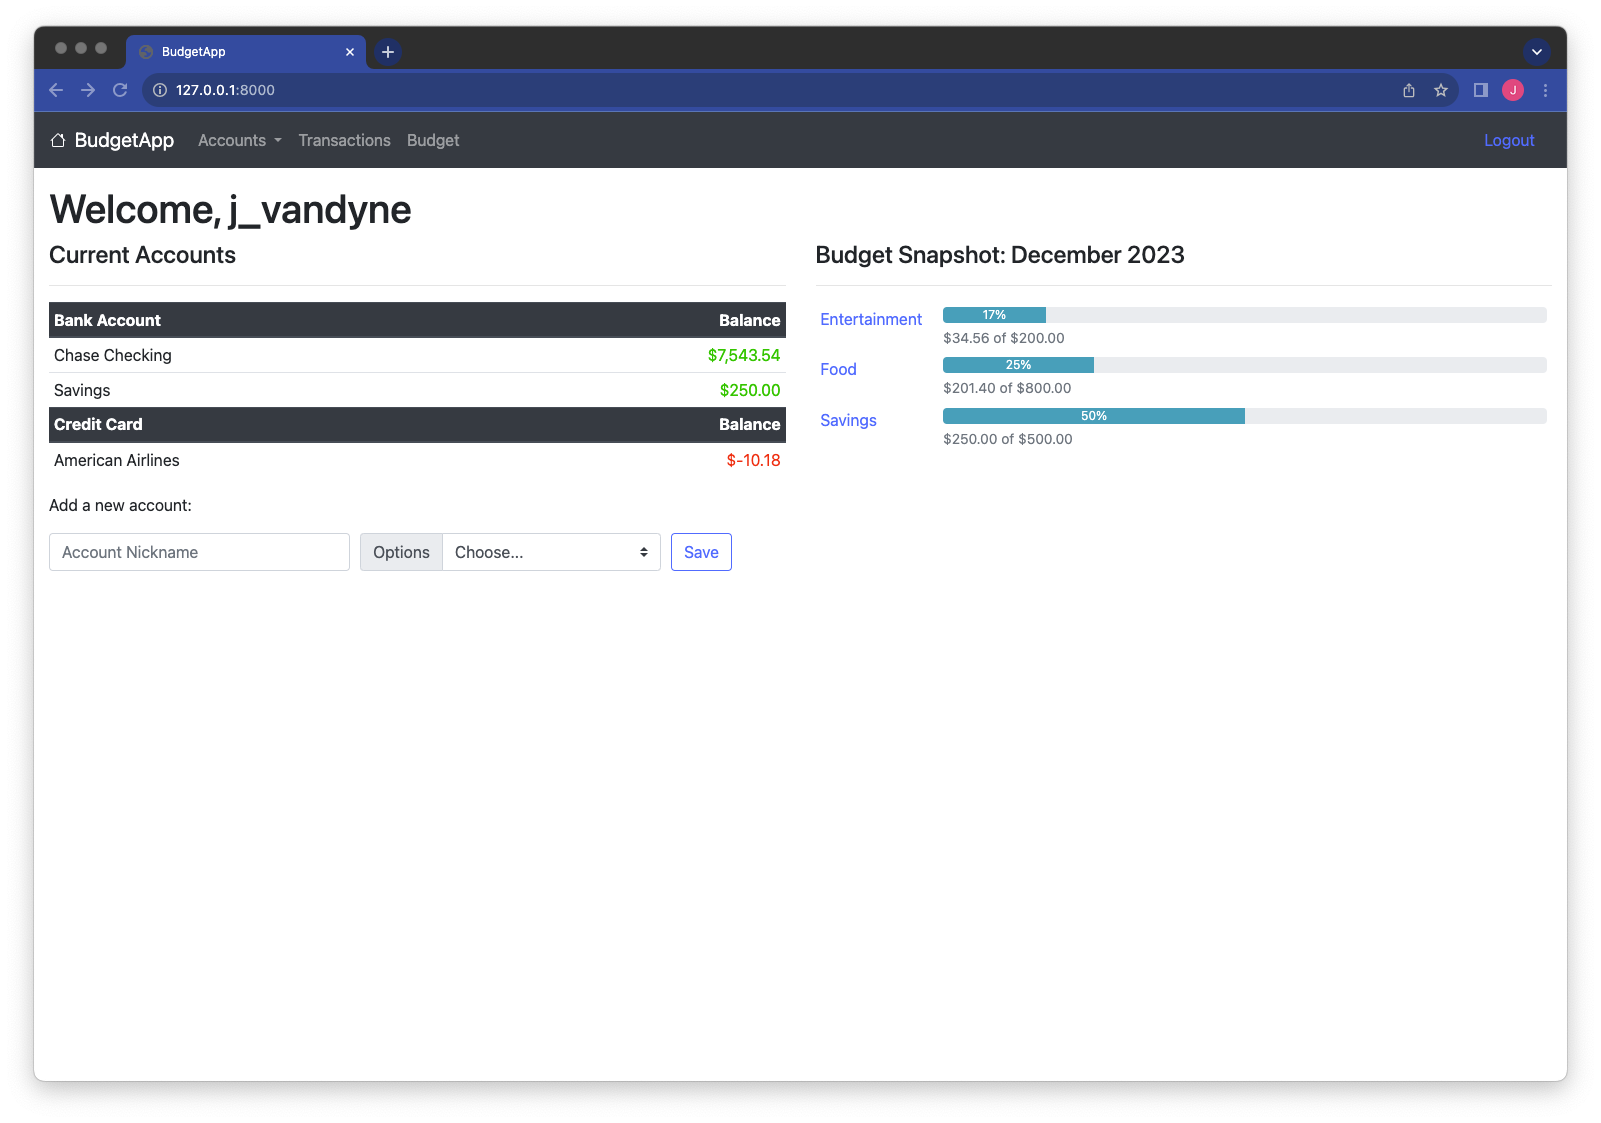 BudgetApp
127.0.0.1:8000
J
BudgetApp Accounts Transactions Budget Logout
Welcome, j_vandyne
Current Accounts
Bank Account Balance
Chase Checking $7,543.54
Savings $250.00
Credit Card Balance
American Airlines $-10.18
Add a new account:
Account Nickname Options Choose... Save
Budget Snapshot: December 2023
Entertainment 17%
$34.56 of $200.00
Food 25%
$201.40 of $800.00
Savings 50%
$250.00 of $500.00